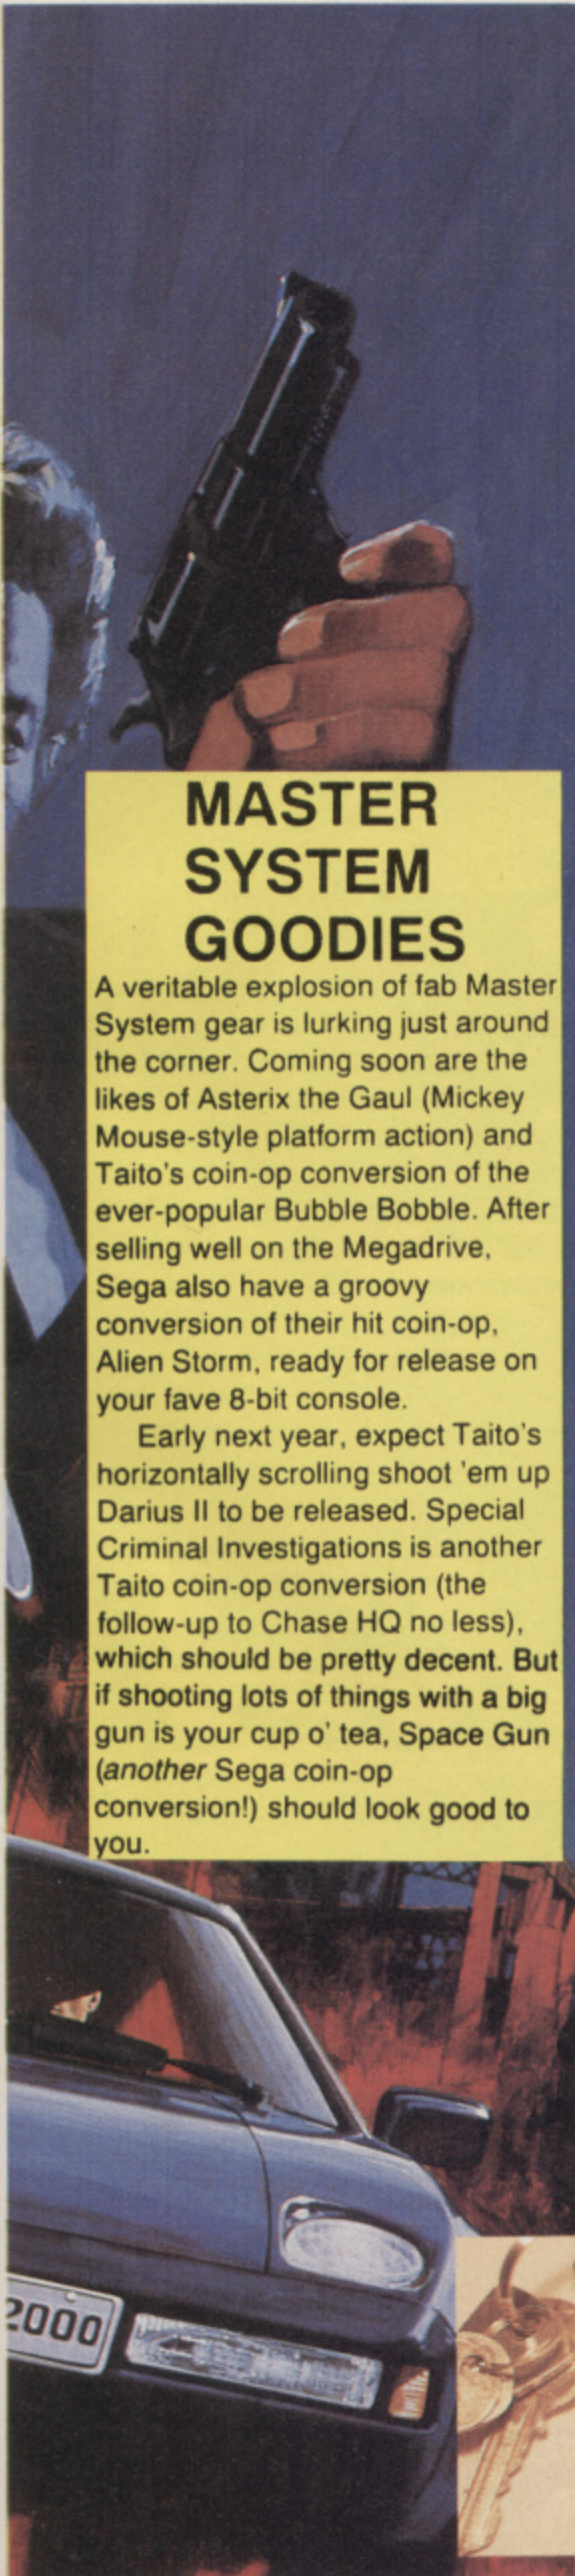 MASTER
SYSTEM
GOODIES
A veritable explosion of fab Master
System gear is lurking just around
the corner. Coming soon are the
likes of Asterix the Gaul (Mickey
Mouse-style platform action) and
Taito's coin-op conversion of the
ever-popular Bubble Bobble. After
selling well on the Megadrive,
Sega also have a groovy
conversion of their hit coin-op,
Alien Storm, ready for release on
your fave 8-bit console.
Early next year, expect Taito's
horizontally scrolling shoot 'em up
Darius II to be released. Special
Criminal Investigations is another
Taito coin-op conversion (the
follow-up to Chase HQ no less),
which should be pretty decent. But
if shooting lots of things with a big
gun is your cup o' tea, Space Gun
(another Sega coin-op
conversion!) should look good to
you.
2000